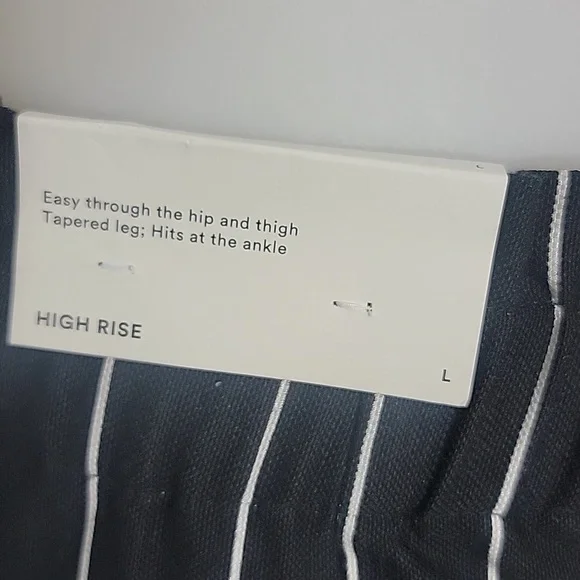 Easy through the hip and thigh
Tapered leg; Hits at the ankle
HIGH RISE
L